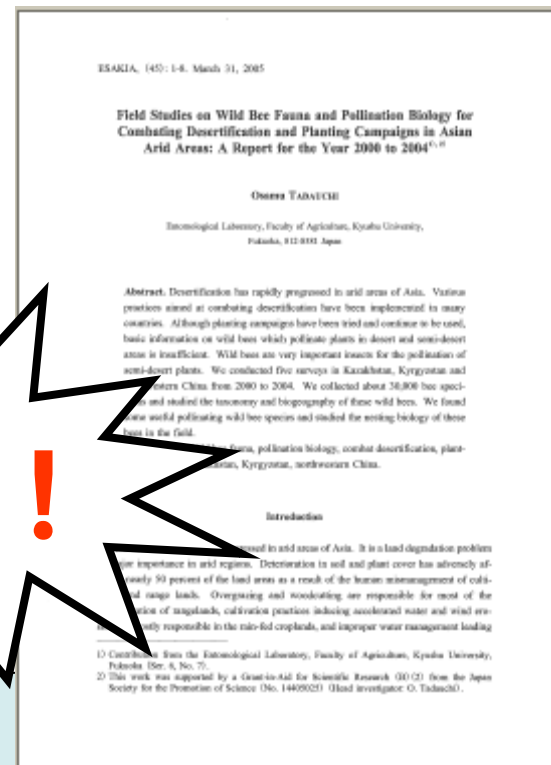 ESAKIA, (45): 1-8. March 31, 2005
Field Studies on Wild Bee Fauna and Pollination Biology for
Combating Desertification and Planting Campaigns in Asian
Arid Areas: A Report for the Year 2000 to 2004 1), 2)
Osamu TADAUCHI
Entomological Laboratory, Faculty of Agriculture, Kyushu University,
Fukuoka, 812-8581 Japan
Abstract. Desertification has rapidly progressed in arid areas of Asia. Various
practices aimed at combating desertification have been implemented in many
countries. Although planting campaigns have been tried and continue to be used,
basic information on wild bees which pollinate plants in desert and semi-desert
areas is insufficient. Wild bees are very important insects for the pollination of
semi-desert plants. We conducted five surveys in Kazakhstan, Kyrgyzstan and
western China from 2000 to 2004. We collected about 30,000 bee speci-
and studied the taxonomy and biogeography of these wild bees. We found
some useful pollinating wild bee species and studied the nesting biology of these
bees in the field.
fauna, pollination biology, combat desertification, plant-
Kyrgyzstan, northwestern China.
!
Introduction
in arid areas of Asia. It is a land degradation problem
importance in arid regions. Deterioration in soil and plant cover has adversely af-
50 percent of the land areas as a result of the human mismanagement of culti-
range lands. Overgrazing and woodcutting are responsible for most of the
of rangelands, cultivation practices inducing accelerated water and wind ero-
responsible in the rain-fed croplands, and improper water management leading
1) Contribution from the Entomological Laboratory, Faculty of Agriculture, Kyushu University,
Fukuoka (Ser. 6, No. 7).
2) This work was supported by a Grant-in-Aid for Scientific Research (B) (2) from the Japan
Society for the Promotion of Science (No. 14405025) (Head investigator: O. Tadauchi).